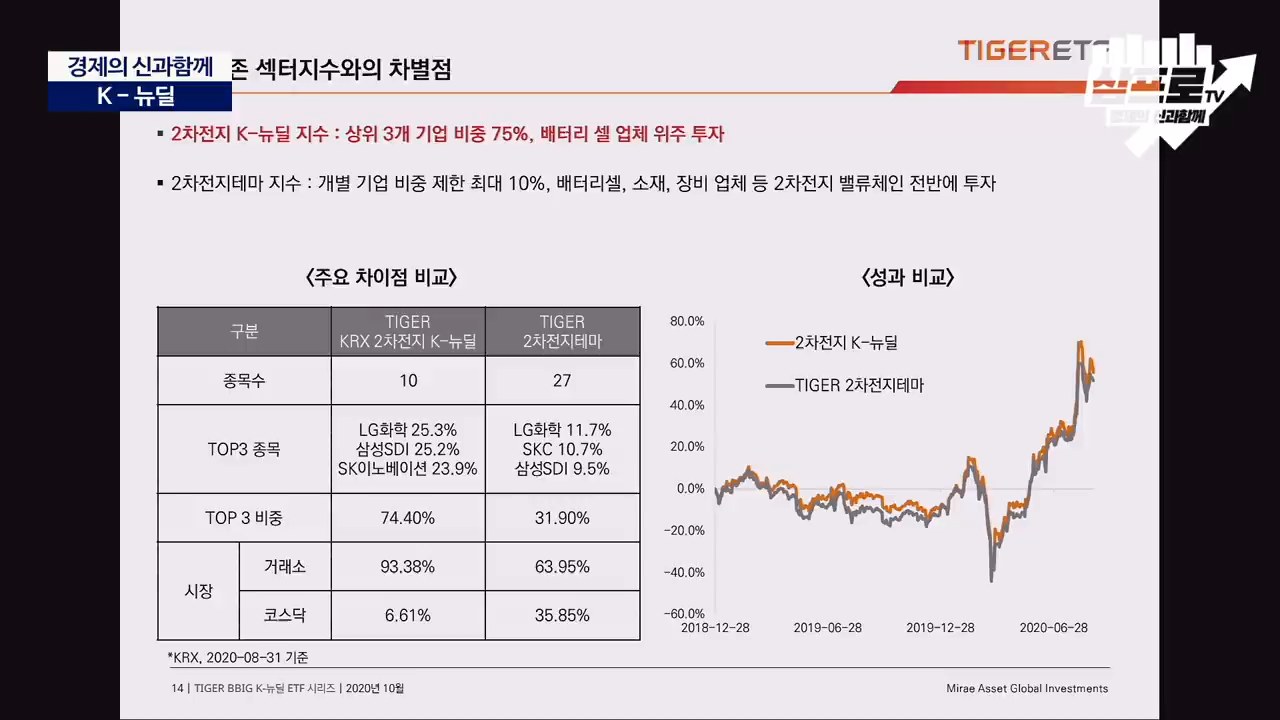 경제의 신과함께
K-뉴딜
존 섹터지수와의 차별점
TIGER ETF
삼프로TV
경제의 신과함께
▪ 2차전지 K-뉴딜 지수 : 상위 3개 기업 비중 75%, 배터리 셀 업체 위주 투자
▪ 2차전지테마 지수 : 개별 기업 비중 제한 최대 10%, 배터리셀, 소재, 장비 업체 등 2차전지 밸류체인 전반에 투자
〈주요 차이점 비교〉
구분 TIGER KRX 2차전지 K-뉴딜 TIGER 2차전지테마
종목수 10 27
TOP3 종목 LG화학 25.3% 삼성SDI 25.2% SK이노베이션 23.9% LG화학 11.7% SKC 10.7% 삼성SDI 9.5%
TOP 3 비중 74.40% 31.90%
시장 거래소 93.38% 63.95%
코스닥 6.61% 35.85%
*KRX, 2020-08-31 기준
〈성과 비교〉
2차전지 K-뉴딜
TIGER 2차전지테마
80.0%
60.0%
40.0%
20.0%
0.0%
-20.0%
-40.0%
-60.0%
2018-12-28 2019-06-28 2019-12-28 2020-06-28
14 | TIGER BBIG K-뉴딜 ETF 시리즈 | 2020년 10월
Mirae Asset Global Investments